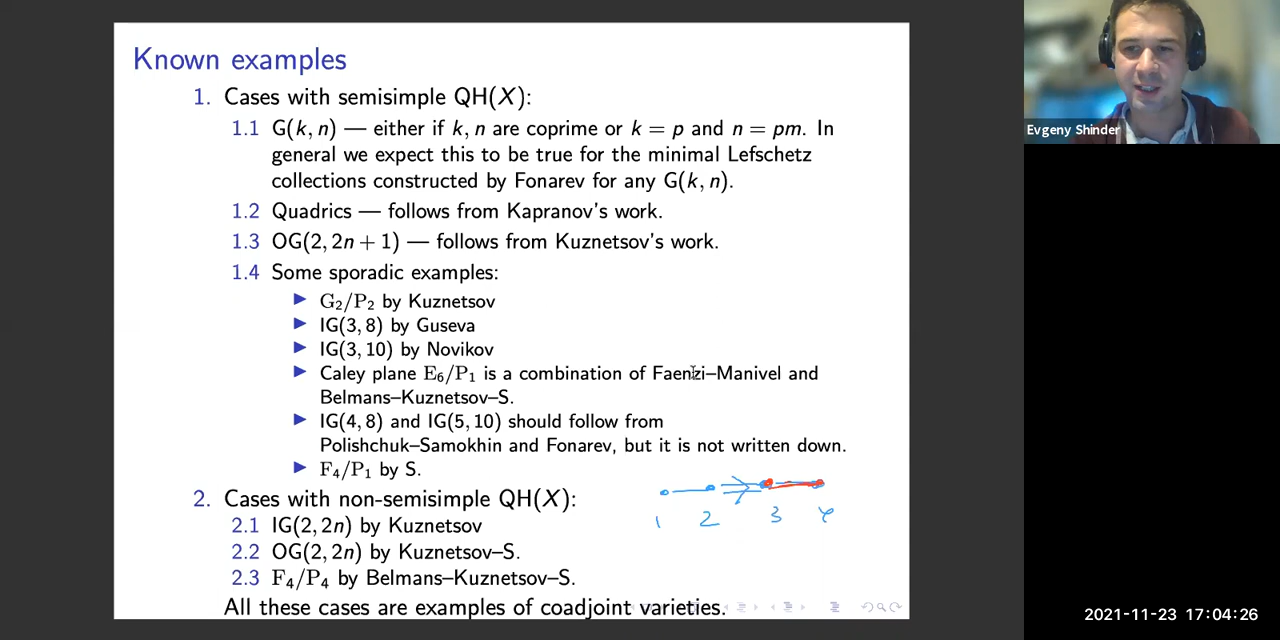 Known examples
1. Cases with semisimple QH(X):
1.1 G(k, n) — either if k, n are coprime or k = p and n = pm. In
general we expect this to be true for the minimal Lefschetz
collections constructed by Fonarev for any G(k, n).
1.2 Quadrics — follows from Kapranov's work.
1.3 OG(2, 2n + 1) — follows from Kuznetsov's work.
1.4 Some sporadic examples:
▶ G₂/P₂ by Kuznetsov
▶ IG(3, 8) by Guseva
▶ IG(3, 10) by Novikov
▶ Caley plane E₆/P₁ is a combination of Faenzi–Manivel and
Belmans–Kuznetsov–S.
▶ IG(4, 8) and IG(5, 10) should follow from
Polishchuk–Samokhin and Fonarev, but it is not written down.
▶ F₄/P₁ by S.
2. Cases with non-semisimple QH(X):
1 2 3 4
2.1 IG(2, 2n) by Kuznetsov
2.2 OG(2, 2n) by Kuznetsov–S.
2.3 F₄/P₄ by Belmans–Kuznetsov–S.
All these cases are examples of coadjoint varieties.
Evgeny Shinder
2021-11-23 17:04:26